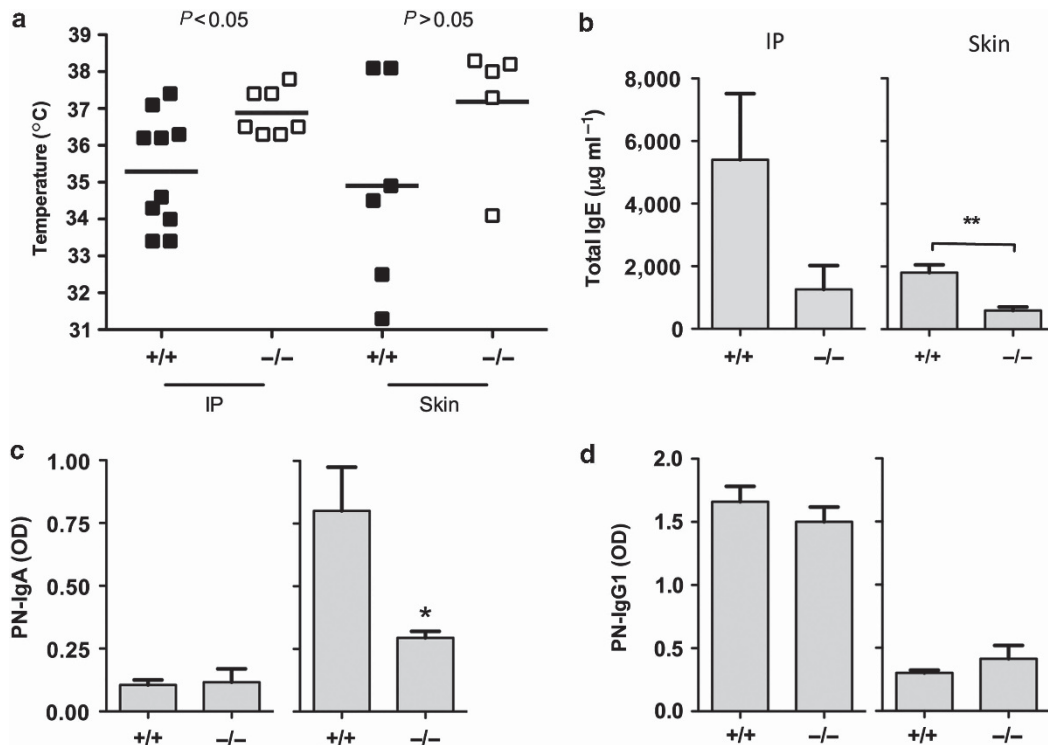 a
P<0.05 P>0.05
Temperature (°C)
38
37
36
35
34
33
32
31
+/+ –/– +/+ –/–
IP Skin
b
IP Skin
Total IgE (µg ml⁻¹)
8,000
6,000
4,000
2,000
0
**
+/+ –/– +/+ –/–
c
PN-IgA (OD)
1.00
0.75
0.50
0.25
0.00
*
+/+ –/– +/+ –/–
d
PN-IgG1 (OD)
2.0
1.5
1.0
0.5
0.0
+/+ –/– +/+ –/–